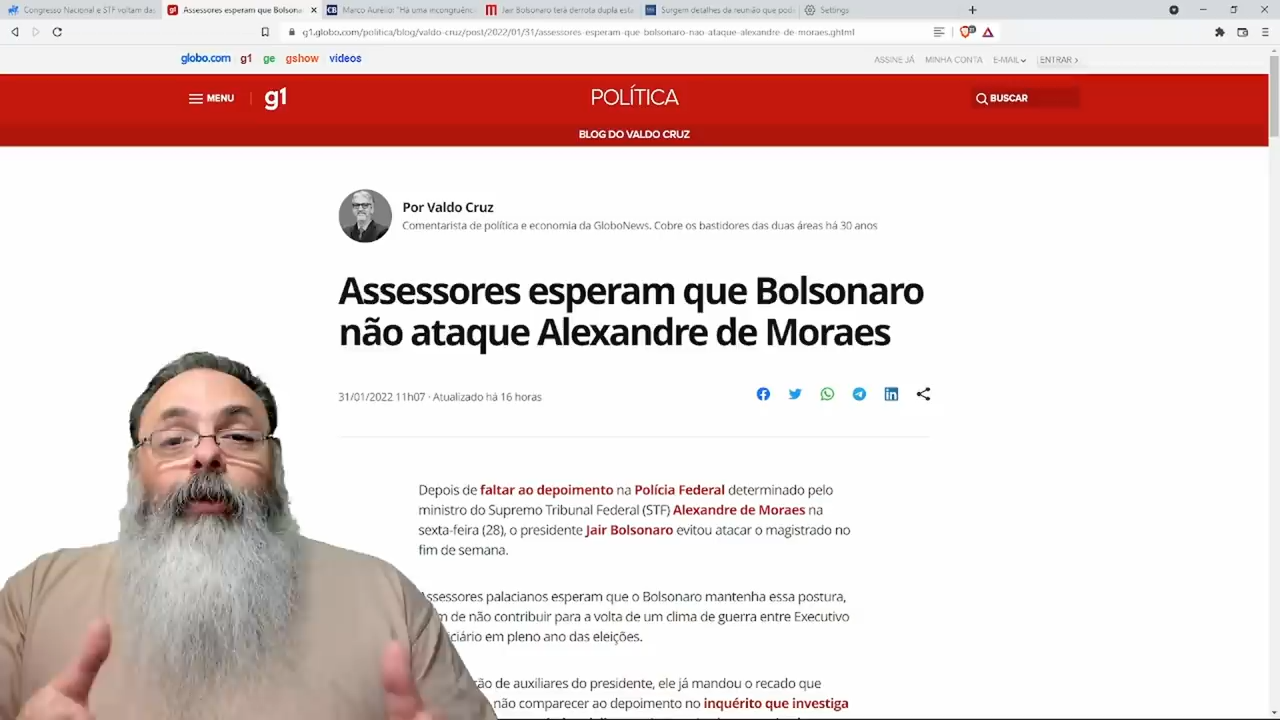 Congresso Nacional e STF voltam das
Assessores esperam que Bolsona
CB Marco Aurélio: "Há uma incongruênc
Jair Bolsonaro terá derrota dupla esta
Surgem detalhes da reunião que pod
Settings
g1.globo.com/politica/blog/valdo-cruz/post/2022/01/31/assessores-esperam-que-bolsonaro-nao-ataque-alexandre-de-moraes.ghtml
globo.com g1 ge gshow vídeos
ASSINE JÁ MINHA CONTA E-MAIL ENTRAR ›
MENU g1 POLÍTICA BUSCAR
BLOG DO VALDO CRUZ
Por Valdo Cruz
Comentarista de política e economia da GloboNews. Cobre os bastidores das duas áreas há 30 anos
Assessores esperam que Bolsonaro
não ataque Alexandre de Moraes
31/01/2022 11h07 · Atualizado há 16 horas
Depois de faltar ao depoimento na Polícia Federal determinado pelo
ministro do Supremo Tribunal Federal (STF) Alexandre de Moraes na
sexta-feira (28), o presidente Jair Bolsonaro evitou atacar o magistrado no
fim de semana.
Assessores palacianos esperam que o Bolsonaro mantenha essa postura,
m de não contribuir para a volta de um clima de guerra entre Executivo
ciário em pleno ano das eleições.
ção de auxiliares do presidente, ele já mandou o recado que
não comparecer ao depoimento no inquérito que investiga